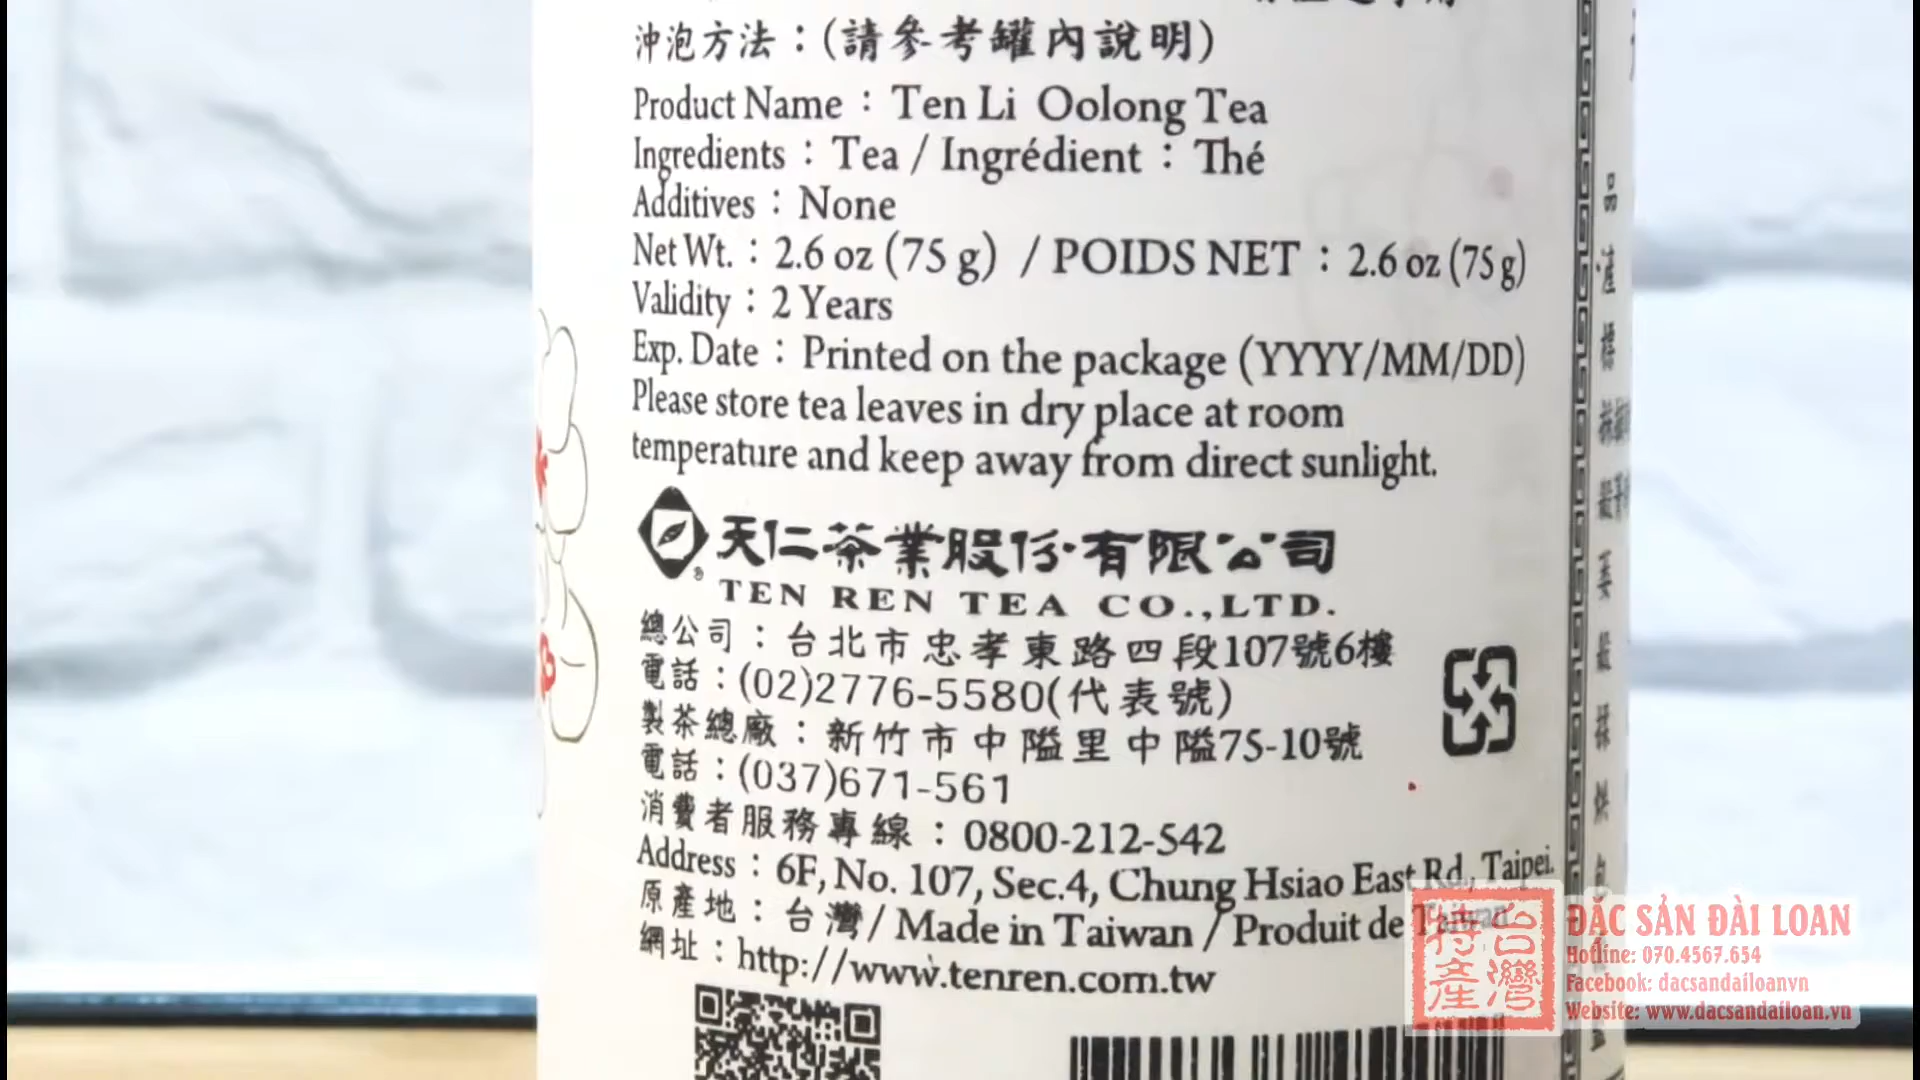 沖泡方法：(請參考罐內說明)
Product Name：Ten Li Oolong Tea
Ingredients：Tea / Ingrédient：Thé
Additives：None
Net Wt.：2.6 oz (75 g) / POIDS NET：2.6 oz (75 g)
Validity：2 Years
Exp. Date：Printed on the package (YYYY/MM/DD)
Please store tea leaves in dry place at room
temperature and keep away from direct sunlight.
天仁茶業股份有限公司
®
TEN REN TEA CO.,LTD.
總公司：台北市忠孝東路四段107號6樓
電話：(02)2776-5580(代表號)
製茶總廠：新竹市中隘里中隘75-10號
電話：(037)671-561
消費者服務專線：0800-212-542
Address：6F, No. 107, Sec.4, Chung Hsiao East Rd., Taipei.
原產地：台灣/ Made in Taiwan / Produit de Taiwan
網址：http://www.tenren.com.tw
台灣特產
ĐẶC SẢN ĐÀI LOAN
Hotline: 070.4567.654
Facebook: dacsandailoanvn
Website: www.dacsandailoan.vn